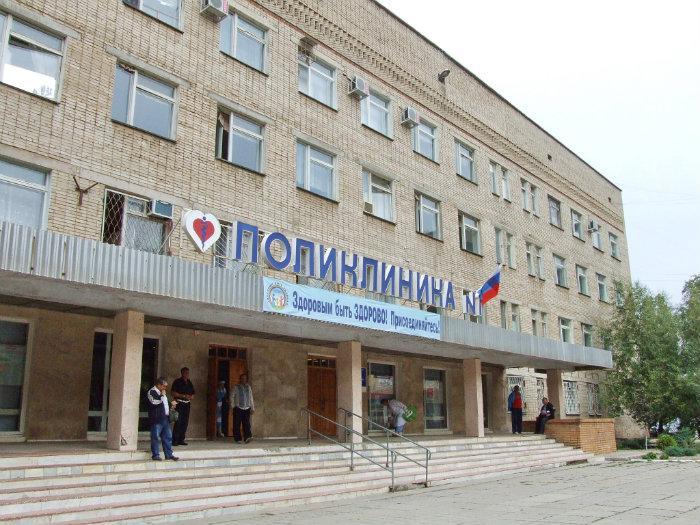 ПОЛИКЛИНИКА №
Здоровым быть ЗДОРОВО! Присоединяйтесь!